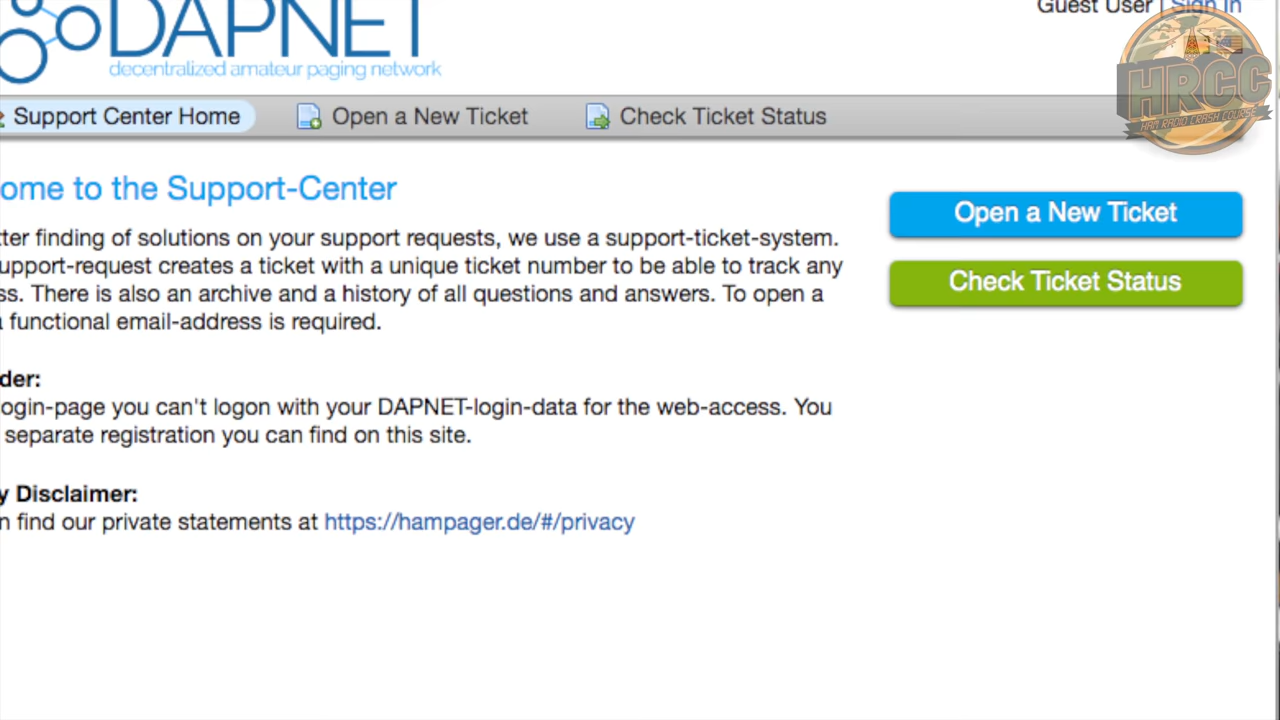 DAPNET
decentralized amateur paging network
Guest User | Sign In
HRCC
HAM RADIO CRASH COURSE
Support Center Home
Open a New Ticket
Check Ticket Status
ome to the Support-Center
tter finding of solutions on your support requests, we use a support-ticket-system.
upport-request creates a ticket with a unique ticket number to be able to track any
ss. There is also an archive and a history of all questions and answers. To open a
a functional email-address is required.
Open a New Ticket
Check Ticket Status
der:
ogin-page you can't logon with your DAPNET-login-data for the web-access. You
separate registration you can find on this site.
y Disclaimer:
n find our private statements at https://hampager.de/#/privacy